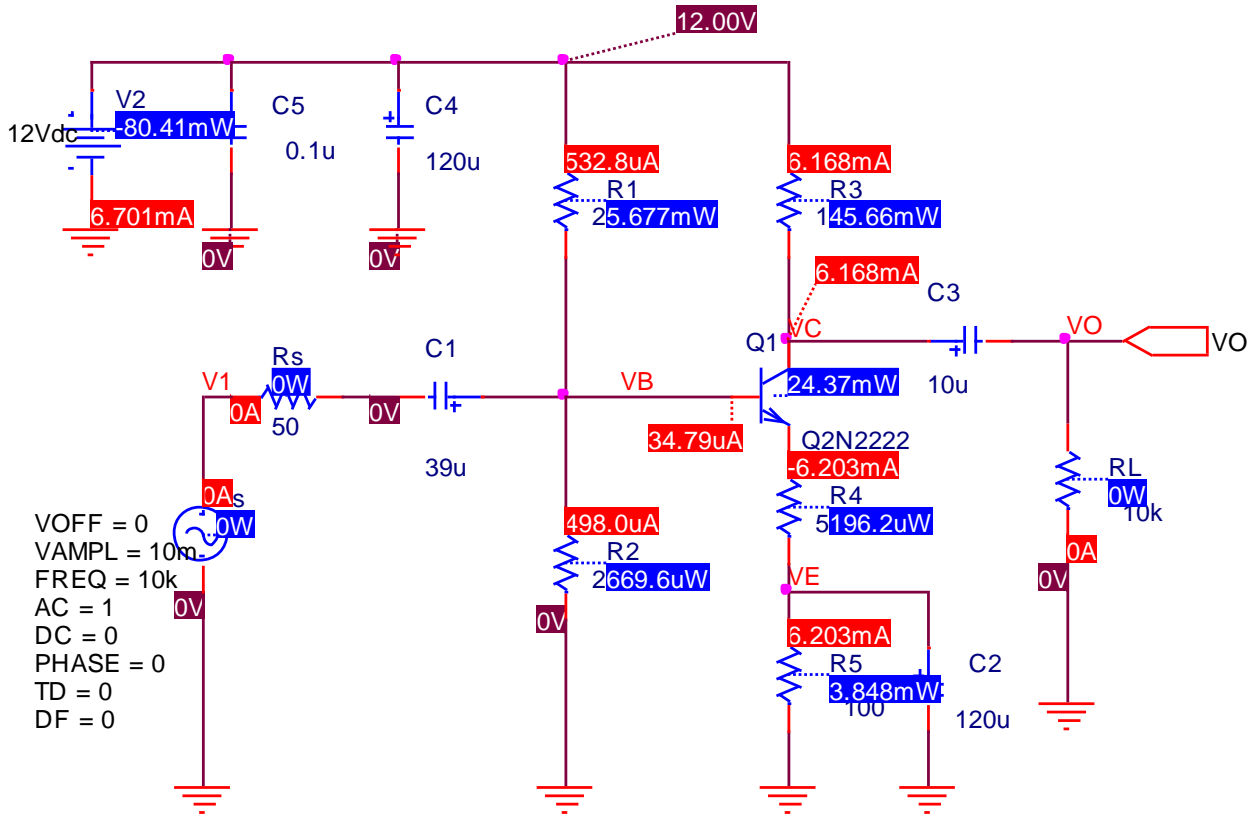 12.00V
V2
-80.41mW
12Vdc
6.701mA
C5
0.1u
0V
C4
120u
0V
532.8uA
R1
25.677mW
6.168mA
R3
145.66mW
6.168mA
C3
VC
VO
VO
Q1
10u
24.37mW
V1
Rs
0W
0A
50
0V
C1
39u
VB
34.79uA
Q2N2222
-6.203mA
R4
5196.2uW
RL
0W
10k
0A
0V
0A
s
0W
VOFF = 0
VAMPL = 10m
FREQ = 10k
AC = 1
DC = 0
PHASE = 0
TD = 0
DF = 0
0V
498.0uA
R2
2669.6uW
0V
VE
6.203mA
R5
3.848mW
100
C2
120u